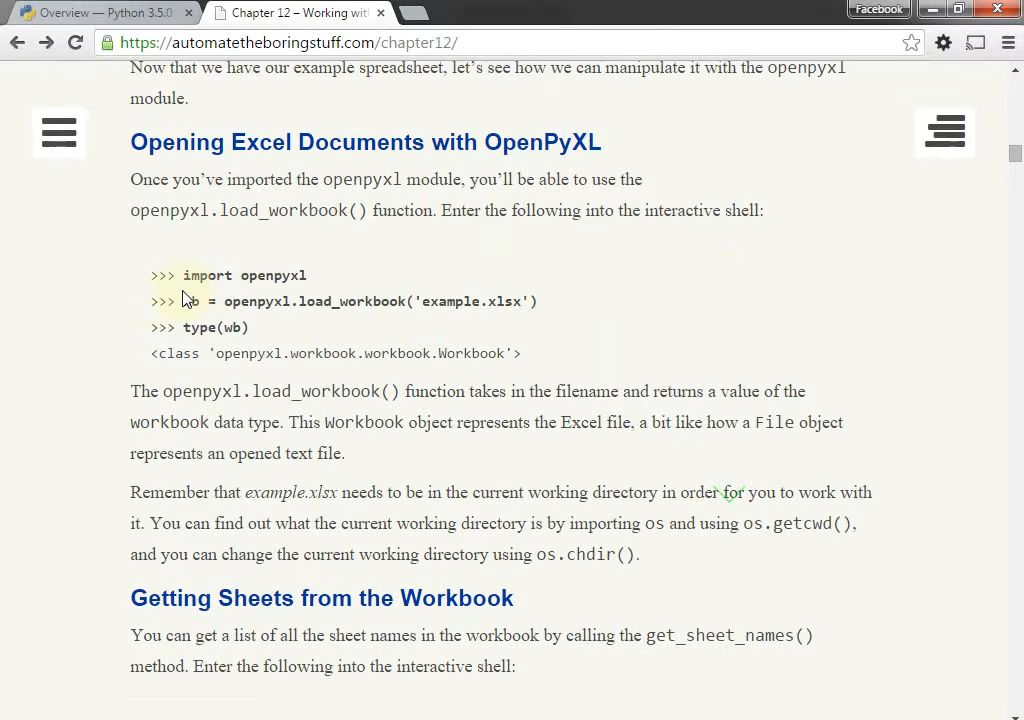 Overview — Python 3.5.0
Chapter 12 – Working wit
Facebook
https://automatetheboringstuff.com/chapter12/
Now that we have our example spreadsheet, let's see how we can manipulate it with the openpyxl
module.
Opening Excel Documents with OpenPyXL
Once you've imported the openpyxl module, you'll be able to use the
openpyxl.load_workbook() function. Enter the following into the interactive shell:
>>> import openpyxl
>>> wb = openpyxl.load_workbook('example.xlsx')
>>> type(wb)
<class 'openpyxl.workbook.workbook.Workbook'>
The openpyxl.load_workbook() function takes in the filename and returns a value of the
workbook data type. This Workbook object represents the Excel file, a bit like how a File object
represents an opened text file.
Remember that example.xlsx needs to be in the current working directory in order for you to work with
it. You can find out what the current working directory is by importing os and using os.getcwd(),
and you can change the current working directory using os.chdir().
Getting Sheets from the Workbook
You can get a list of all the sheet names in the workbook by calling the get_sheet_names()
method. Enter the following into the interactive shell: